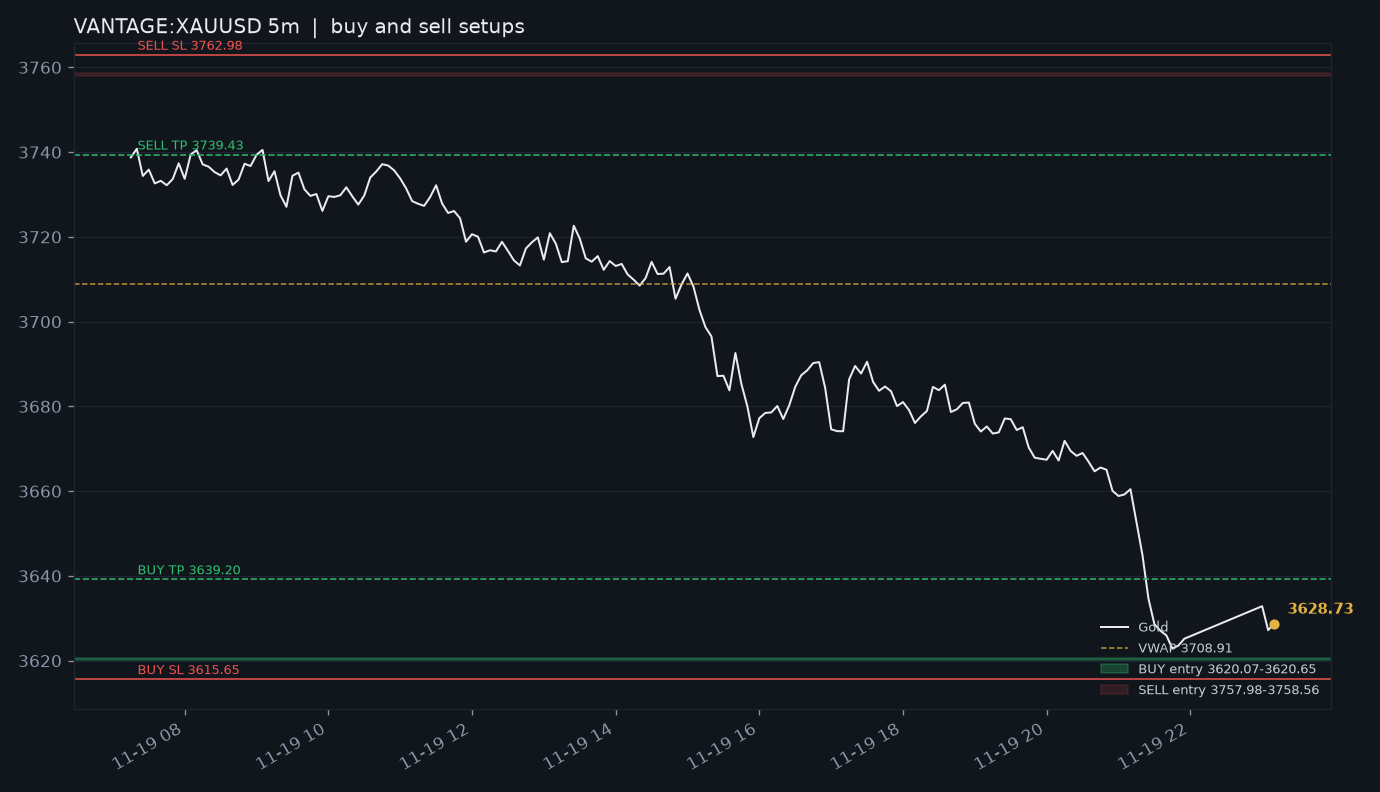 VANTAGE:XAUUSD 5m | buy and sell setups
SELL SL 3762.98
3760
SELL TP 3739.43
3740
3720
3700
3680
3660
BUY TP 3639.20
3640
3628.73
Gold
VWAP 3708.91
3620
BUY SL 3615.65
BUY entry 3620.07-3620.65
SELL entry 3757.98-3758.56
11-19 08
11-19 10
11-19 12
11-19 14
11-19 16
11-19 18
11-19 20
11-19 22